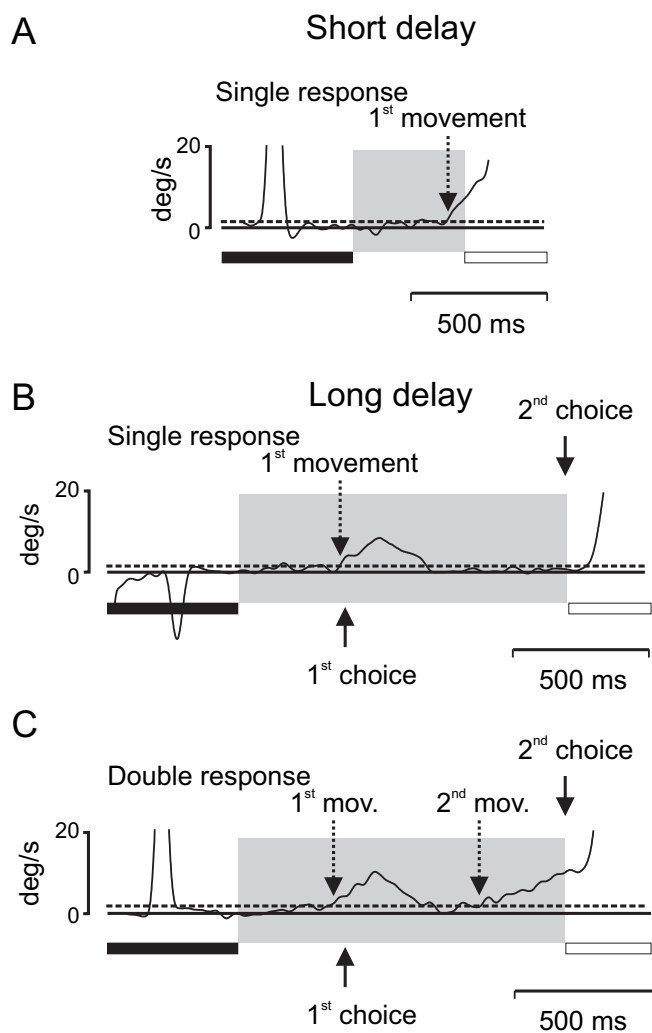 A
Short delay
Single response
1st movement
20
deg/s
0
500 ms
B
Long delay
2nd choice
Single response
1st movement
20
deg/s
0
1st choice
500 ms
C
2nd choice
Double response
1st mov. 2nd mov.
20
deg/s
0
1st choice
500 ms